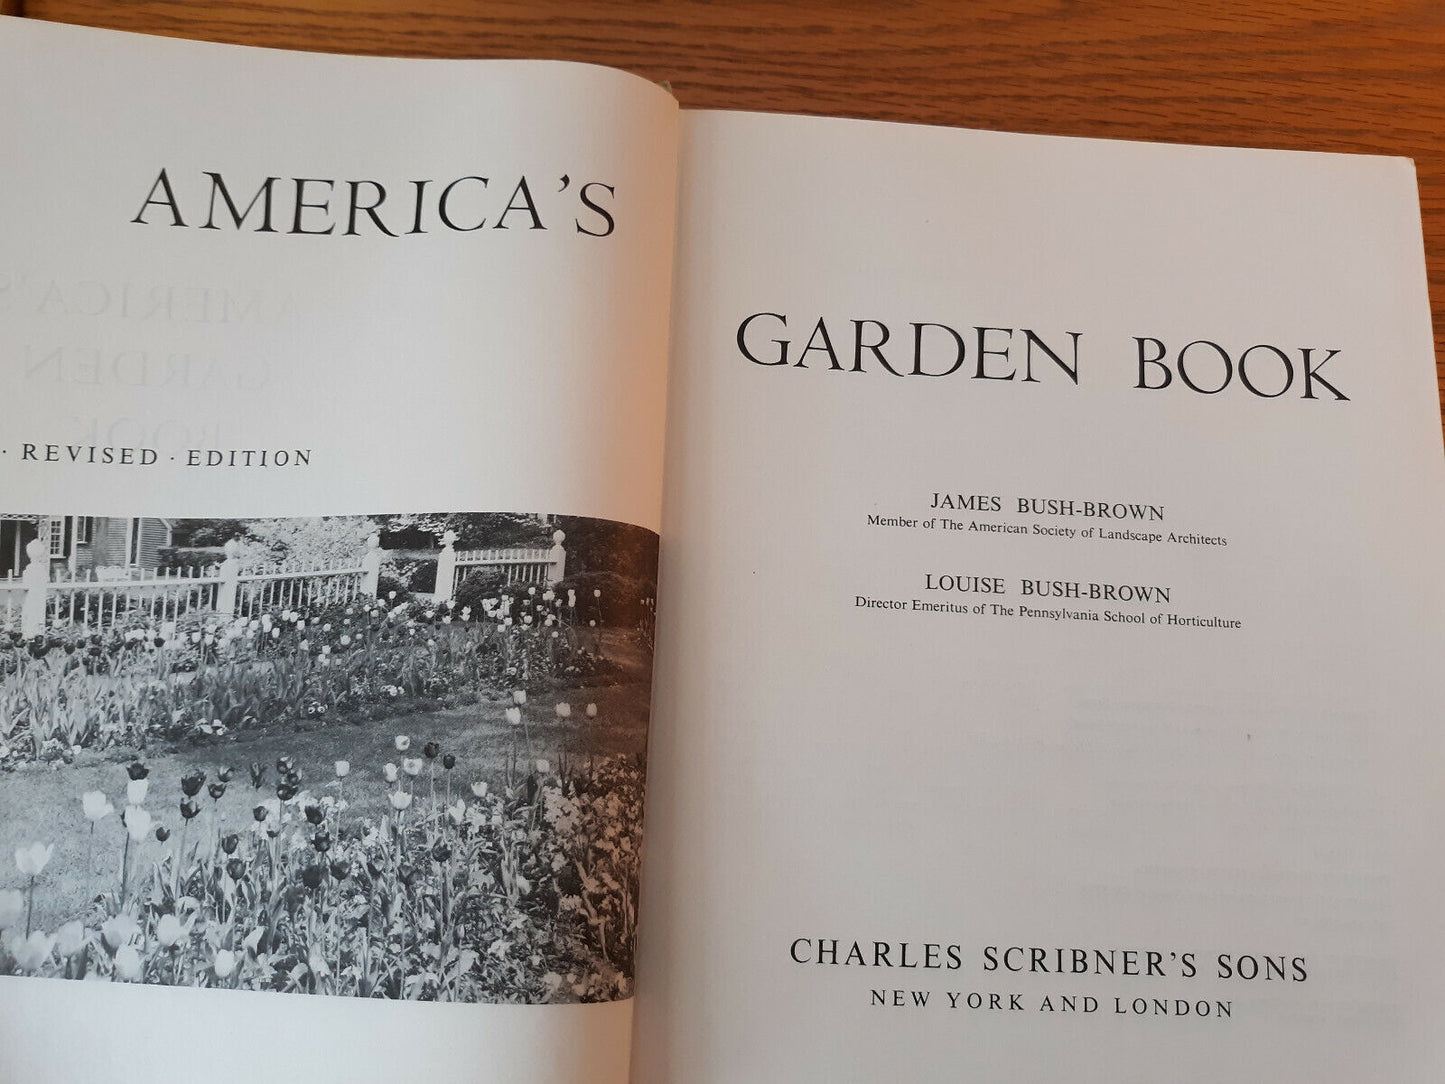 AMERICA'S
· REVISED · EDITION
GARDEN BOOK
JAMES BUSH-BROWN
Member of The American Society of Landscape Architects
LOUISE BUSH-BROWN
Director Emeritus of The Pennsylvania School of Horticulture
CHARLES SCRIBNER'S SONS
NEW YORK AND LONDON